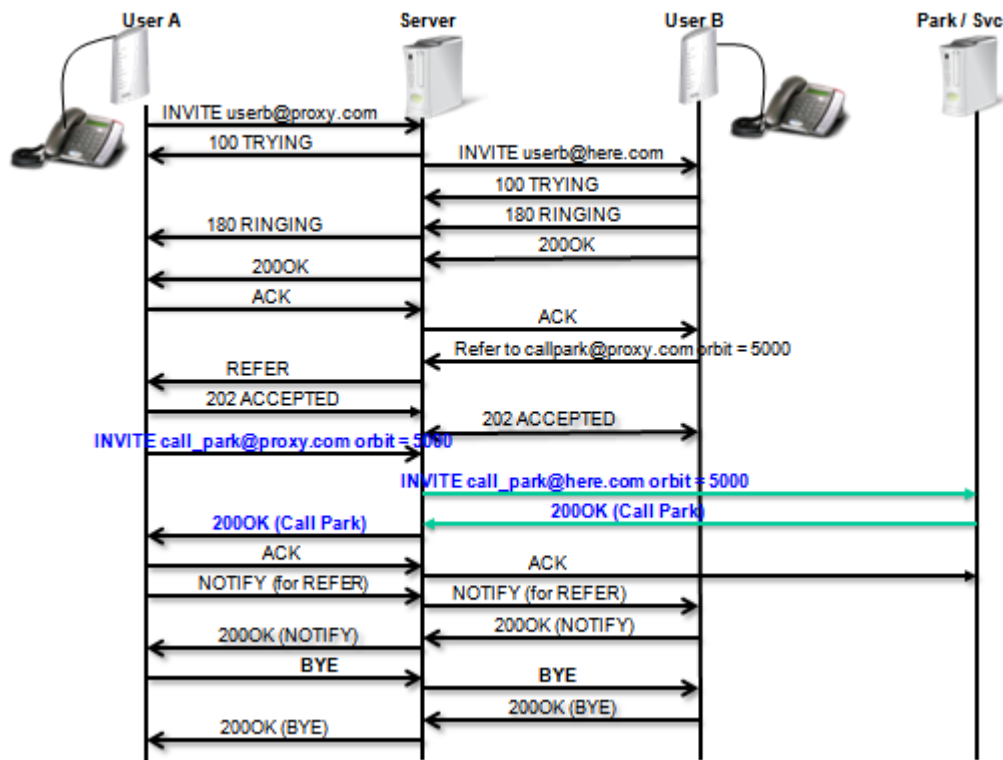 User A
Server
User B
Park / Svc
INVITE userb@proxy.com
100 TRYING
INVITE userb@here.com
100 TRYING
180 RINGING
180 RINGING
200OK
200OK
ACK
ACK
Refer to callpark@proxy.com orbit = 5000
REFER
202 ACCEPTED
202 ACCEPTED
INVITE call_park@proxy.com orbit = 5000
INVITE call_park@here.com orbit = 5000
200OK (Call Park)
200OK (Call Park)
ACK
ACK
NOTIFY (for REFER)
NOTIFY (for REFER)
200OK (NOTIFY)
200OK (NOTIFY)
BYE
BYE
200OK (BYE)
200OK (BYE)